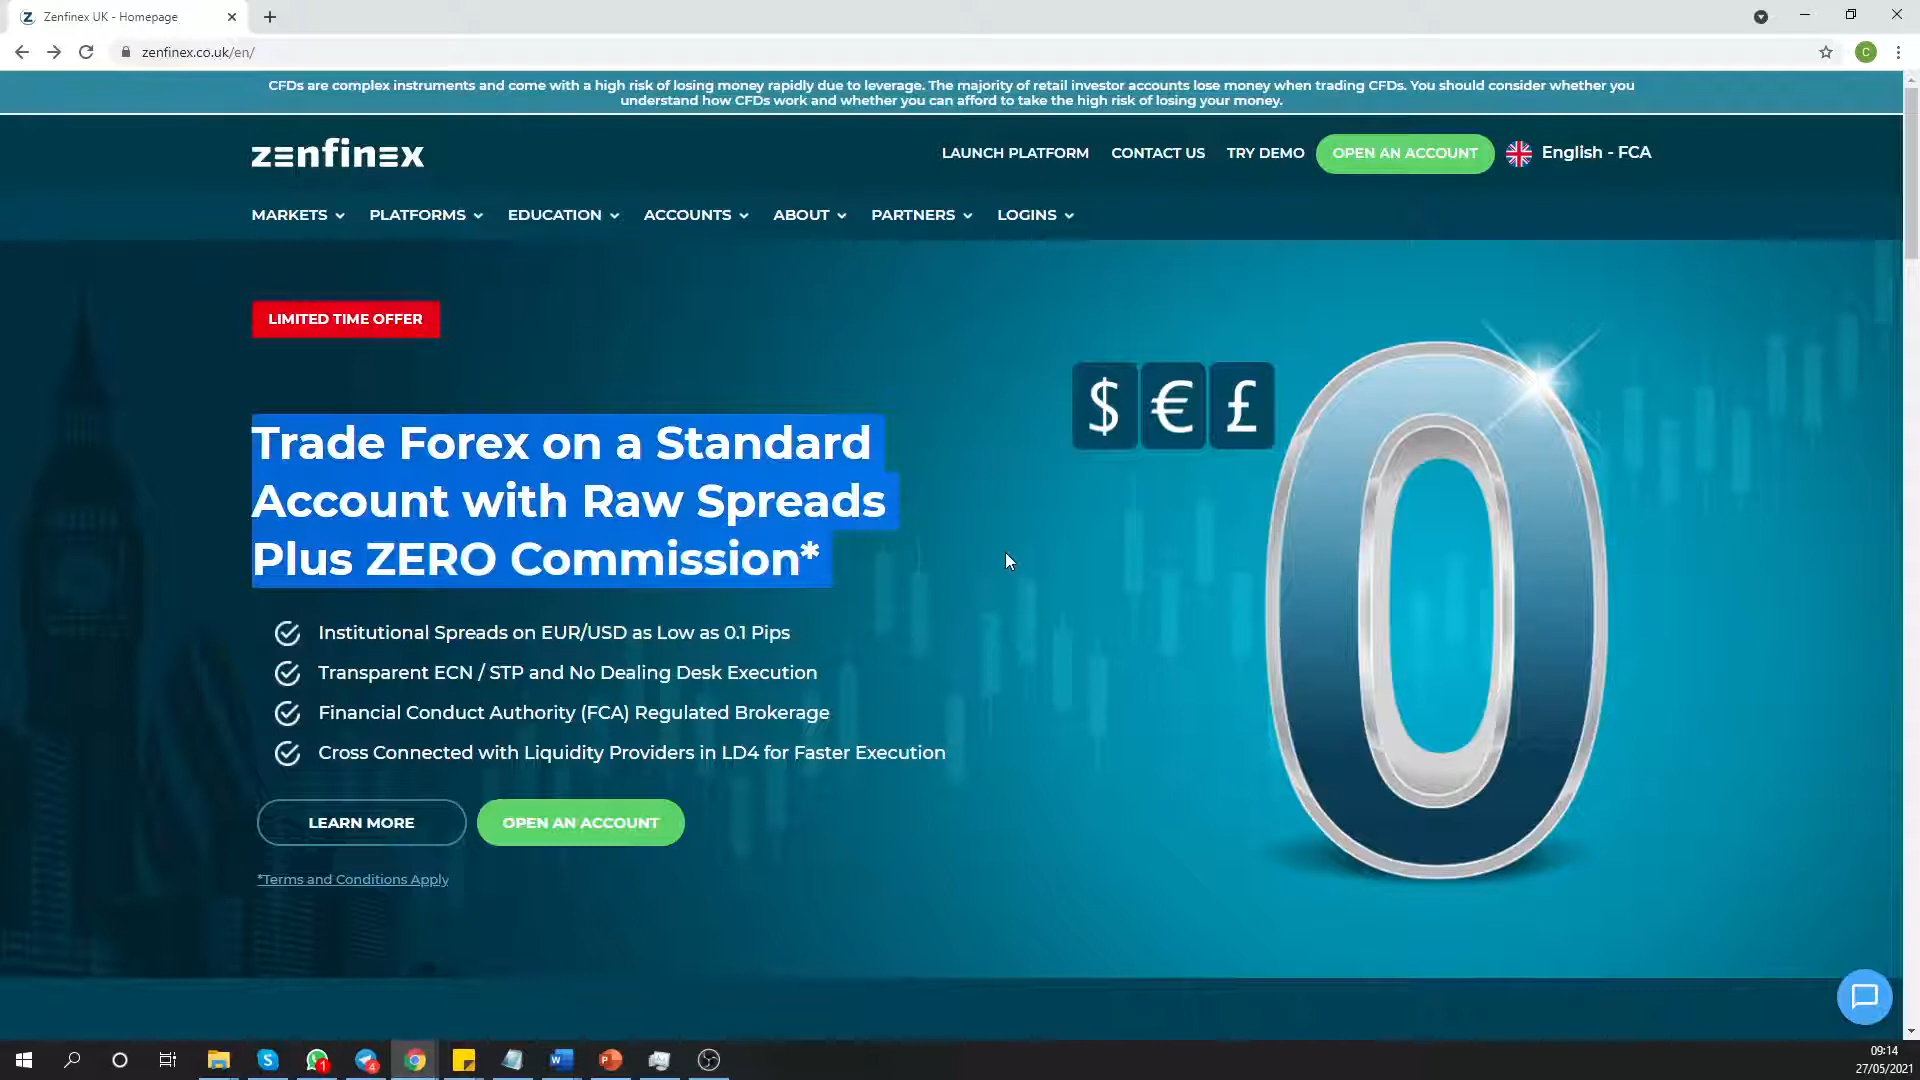 Zenfinex UK - Homepage
zenfinex.co.uk/en/
C
CFDs are complex instruments and come with a high risk of losing money rapidly due to leverage. The majority of retail investor accounts lose money when trading CFDs. You should consider whether you
understand how CFDs work and whether you can afford to take the high risk of losing your money.
zenfinex
LAUNCH PLATFORM CONTACT US TRY DEMO OPEN AN ACCOUNT English - FCA
MARKETS PLATFORMS EDUCATION ACCOUNTS ABOUT PARTNERS LOGINS
LIMITED TIME OFFER
$ € £
0
Trade Forex on a Standard
Account with Raw Spreads
Plus ZERO Commission*
Institutional Spreads on EUR/USD as Low as 0.1 Pips
Transparent ECN / STP and No Dealing Desk Execution
Financial Conduct Authority (FCA) Regulated Brokerage
Cross Connected with Liquidity Providers in LD4 for Faster Execution
LEARN MORE OPEN AN ACCOUNT
*Terms and Conditions Apply
1 4
09:14
27/05/2021